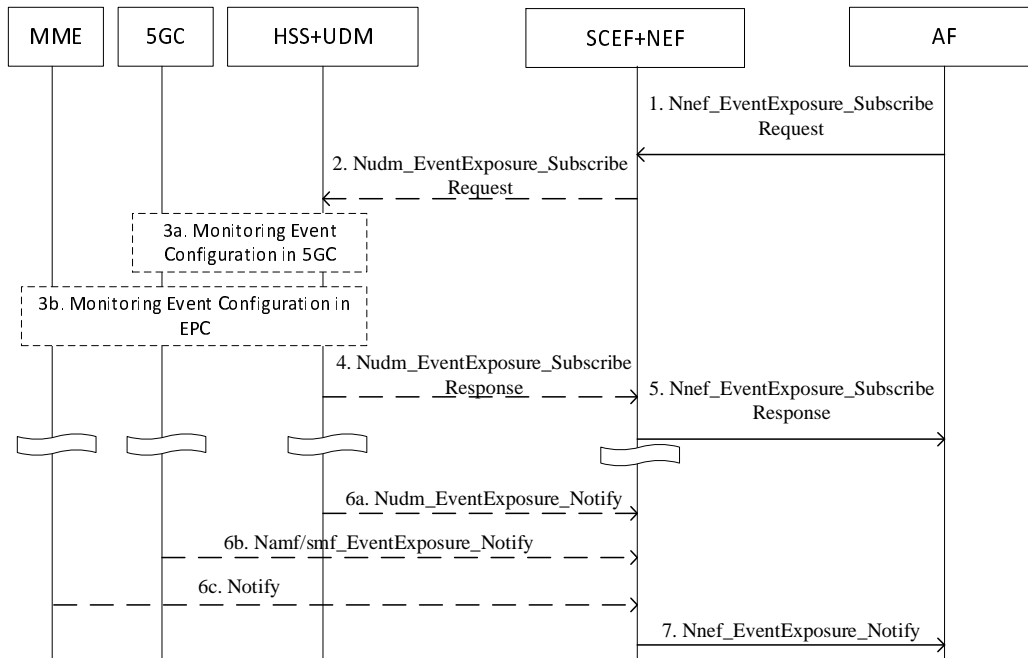 MME
5GC
HSS+UDM
SCEF+NEF
AF
1. Nnef_EventExposure_Subscribe
Request
2. Nudm_EventExposure_Subscribe
Request
3a. Monitoring Event
Configuration in 5GC
3b. Monitoring Event Configuration in
EPC
4. Nudm_EventExposure_Subscribe
Response
5. Nnef_EventExposure_Subscribe
Response
6a. Nudm_EventExposure_Notify
6b. Namf/smf_EventExposure_Notify
6c. Notify
7. Nnef_EventExposure_Notify